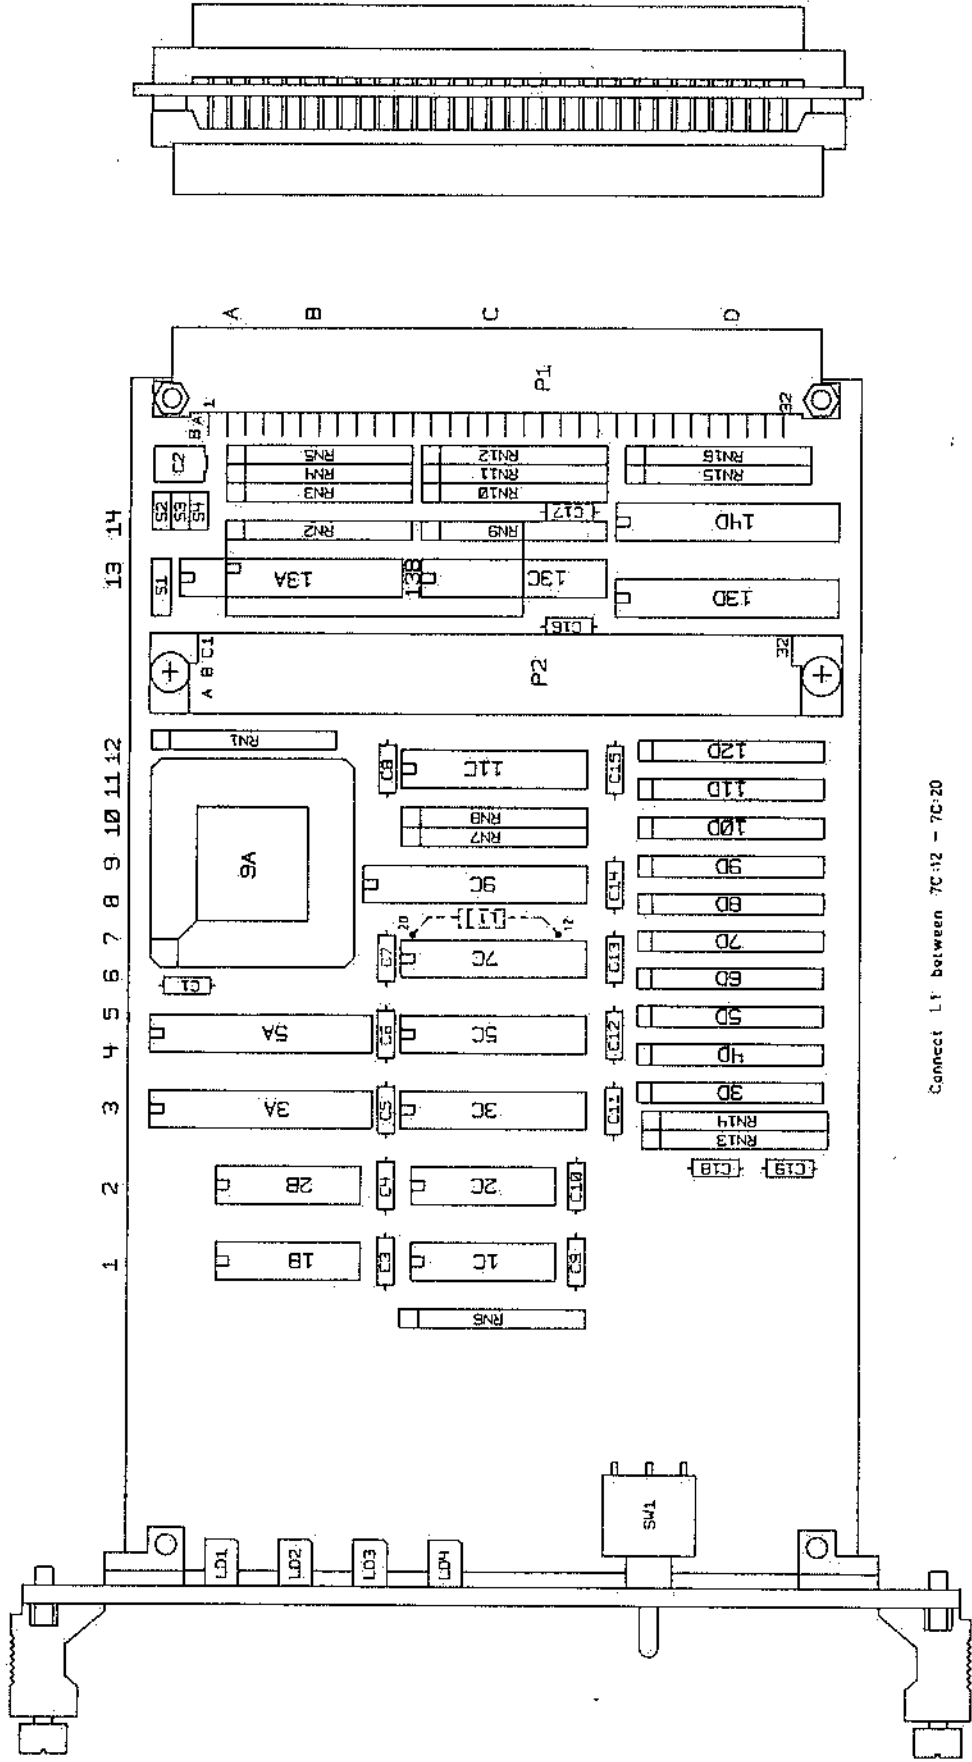 A B C D
P1
B A 1
32
C2
RN5
RN4
RN3
RN12
RN11
RN10
RN16
RN15
14
S2
S3
S4
C17
RN2
RN9
14D
13
S1
13A
13B
13C
13D
C16
A B C1
P2
32
12
RN1
C8
11C
C15
12D
11
11D
10
9A
RN8
RN7
10D
9
9C
C14
9D
8
20
L1
12
8D
7
C7
7C
C13
7D
6
C1
6D
5
5A
C6
5C
C12
5D
4
4D
3
3A
C5
3C
C11
3D
RN14
RN13
C18
C19
2
2B
C4
2C
C10
1
1B
C3
1C
C9
RN6
SW1
LD1
LD2
LD3
LD4
Connect L1 between 7C:12 - 7C:20